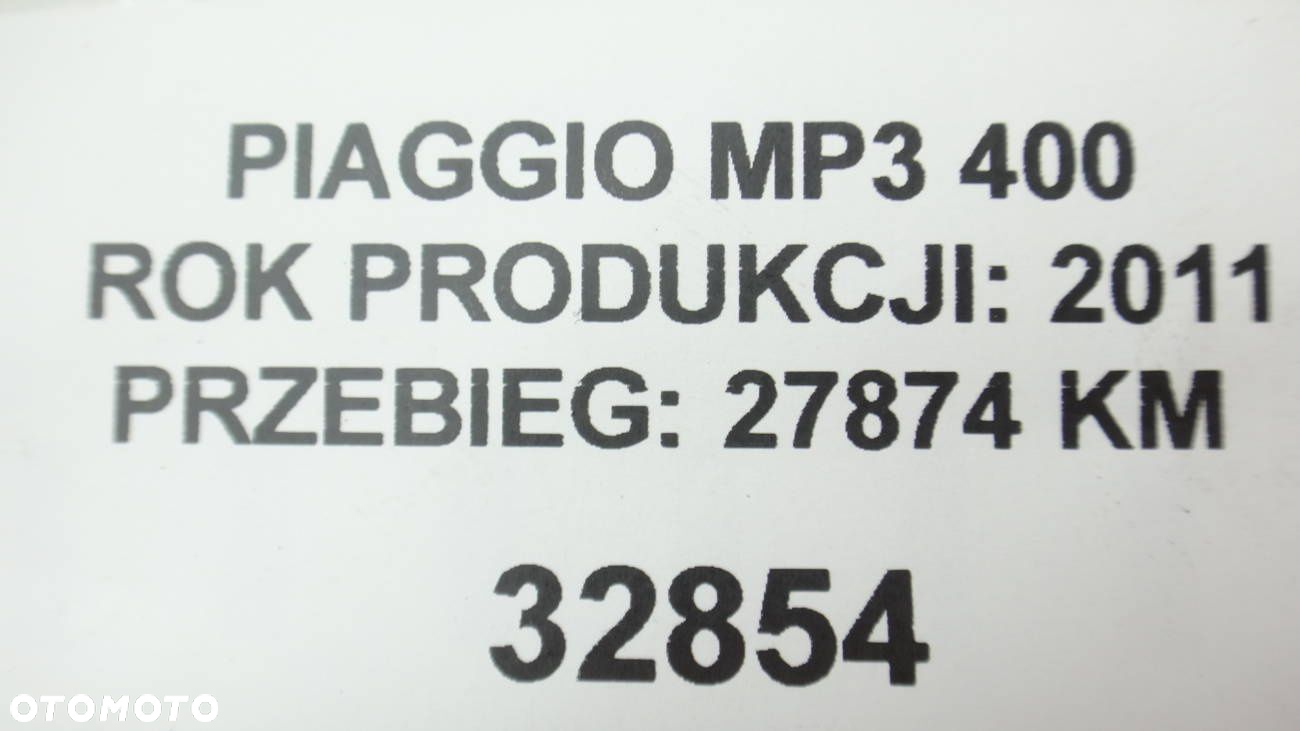 PIAGGIO MP3 400
ROK PRODUKCJI: 2011
PRZEBIEG: 27874 KM
32854
OTOMOTO